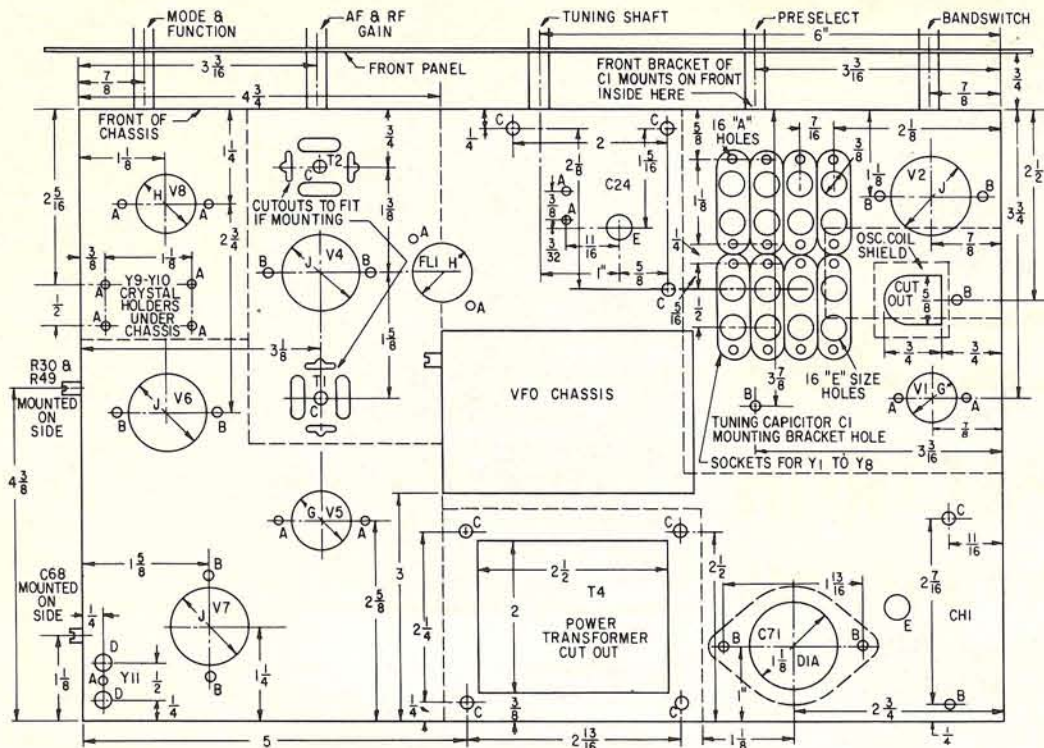 MODE &
FUNCTION
AF & RF
GAIN
TUNING SHAFT
PRESELECT
BANDSWITCH
6"
3 3/16
7/8
FRONT PANEL
FRONT BRACKET OF
C1 MOUNTS ON FRONT
INSIDE HERE
3 3/16
7/8
3/4
4 3/4
FRONT OF
CHASSIS
1 1/8
1 1/4
3/4
1/4
C
C
2
5/8
16 "A"
HOLES
7/16
2 1/8
3/8
T2
C
1 5/16
2 1/8
C24
A
A
3/8
3/32
11/16
E
1"
5/8
C
1 1/8
1/4
5/16
1/2
1 1/8
V2
J
B
B
2 1/2
3 3/4
7/8
2 5/16
H
V8
A
A
2 3/4
CUTOUTS TO FIT
IF MOUNTING
1 3/8
A
J
V4
B
B
FL1
H
A
OSC. COIL
SHIELD
CUT
OUT
5/8
B
3/4
3/4
3/8
1 1/8
Y9-Y10
CRYSTAL
HOLDERS
UNDER
CHASSIS
A
A
A
A
1/2
3 1/8
1 5/8
R30 &
R49
MOUNTED
ON
SIDE
J
V6
B
B
T1
C
VFO CHASSIS
3 7/8
16 "E" SIZE
HOLES
V1
G
A
A
7/8
B
TUNING CAPICITOR C1
MOUNTING BRACKET HOLE
3 3/16
SOCKETS FOR Y1 TO Y8
4 3/8
G
V5
A
A
3
C
C
C
11/16
1 5/8
B
C68
MOUNTED
ON
SIDE
1/4
J
V7
B
2 5/8
2 1/4
2 1/2
2
T4
POWER
TRANSFORMER
CUT OUT
2 1/2
1 13/16
C71
B
B
1 1/8
DIA
E
2 7/16
CH1
D
A
Y11
D
1/2
1/4
1 1/8
1 1/4
1/4
C
3/8
C
1"
2 3/4
B
1/4
5
2 13/16
1 1/8